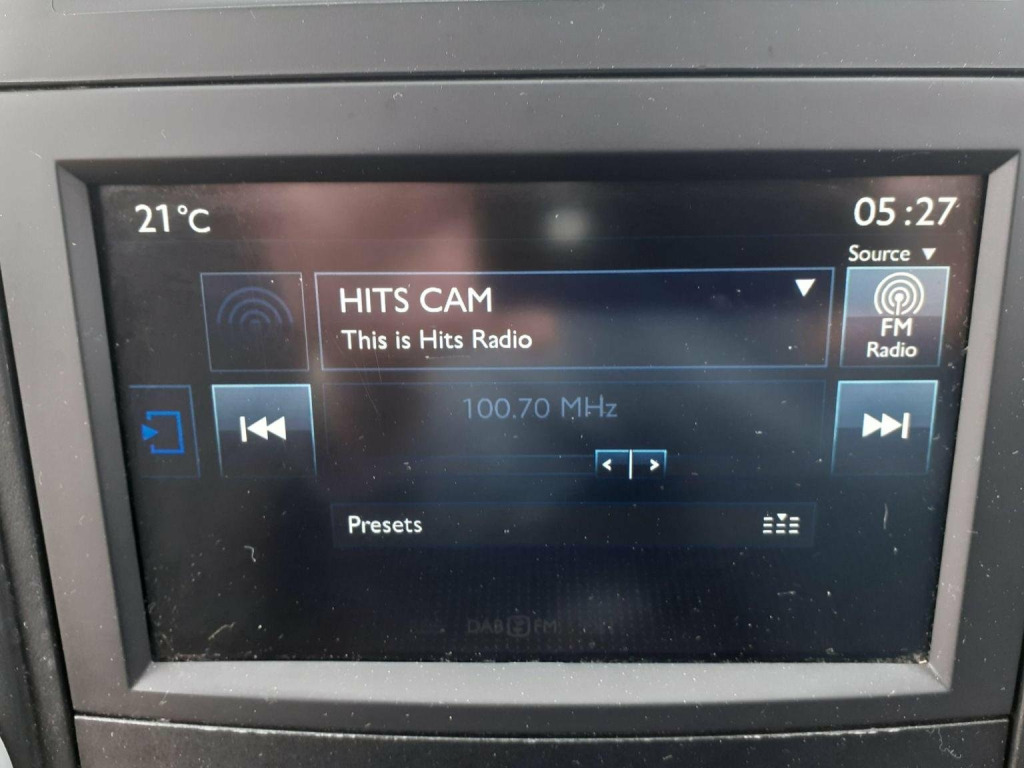 21°C
05:27
Source
HITS CAM
This is Hits Radio
FM
Radio
100.70 MHz
Presets
DAB FM